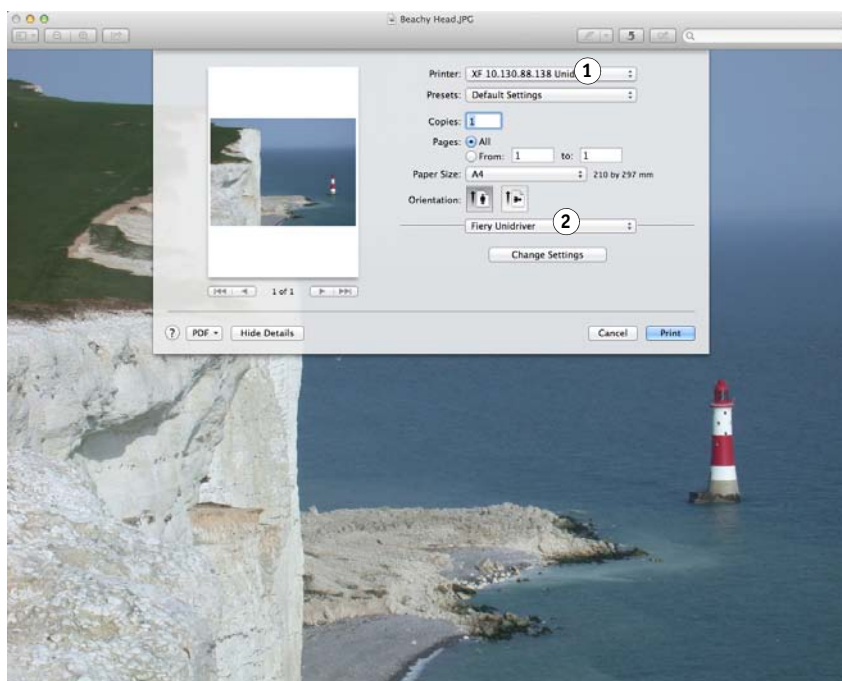 Beachy Head.JPG
5
Printer: XF 10.130.88.138 1
Presets: Default Settings
Copies: 1
Pages: All
From: 1 to: 1
Paper Size: A4 210 by 297 mm
Orientation:
Fiery Unidriver 2
Change Settings
1 of 1
? PDF Hide Details Cancel Print